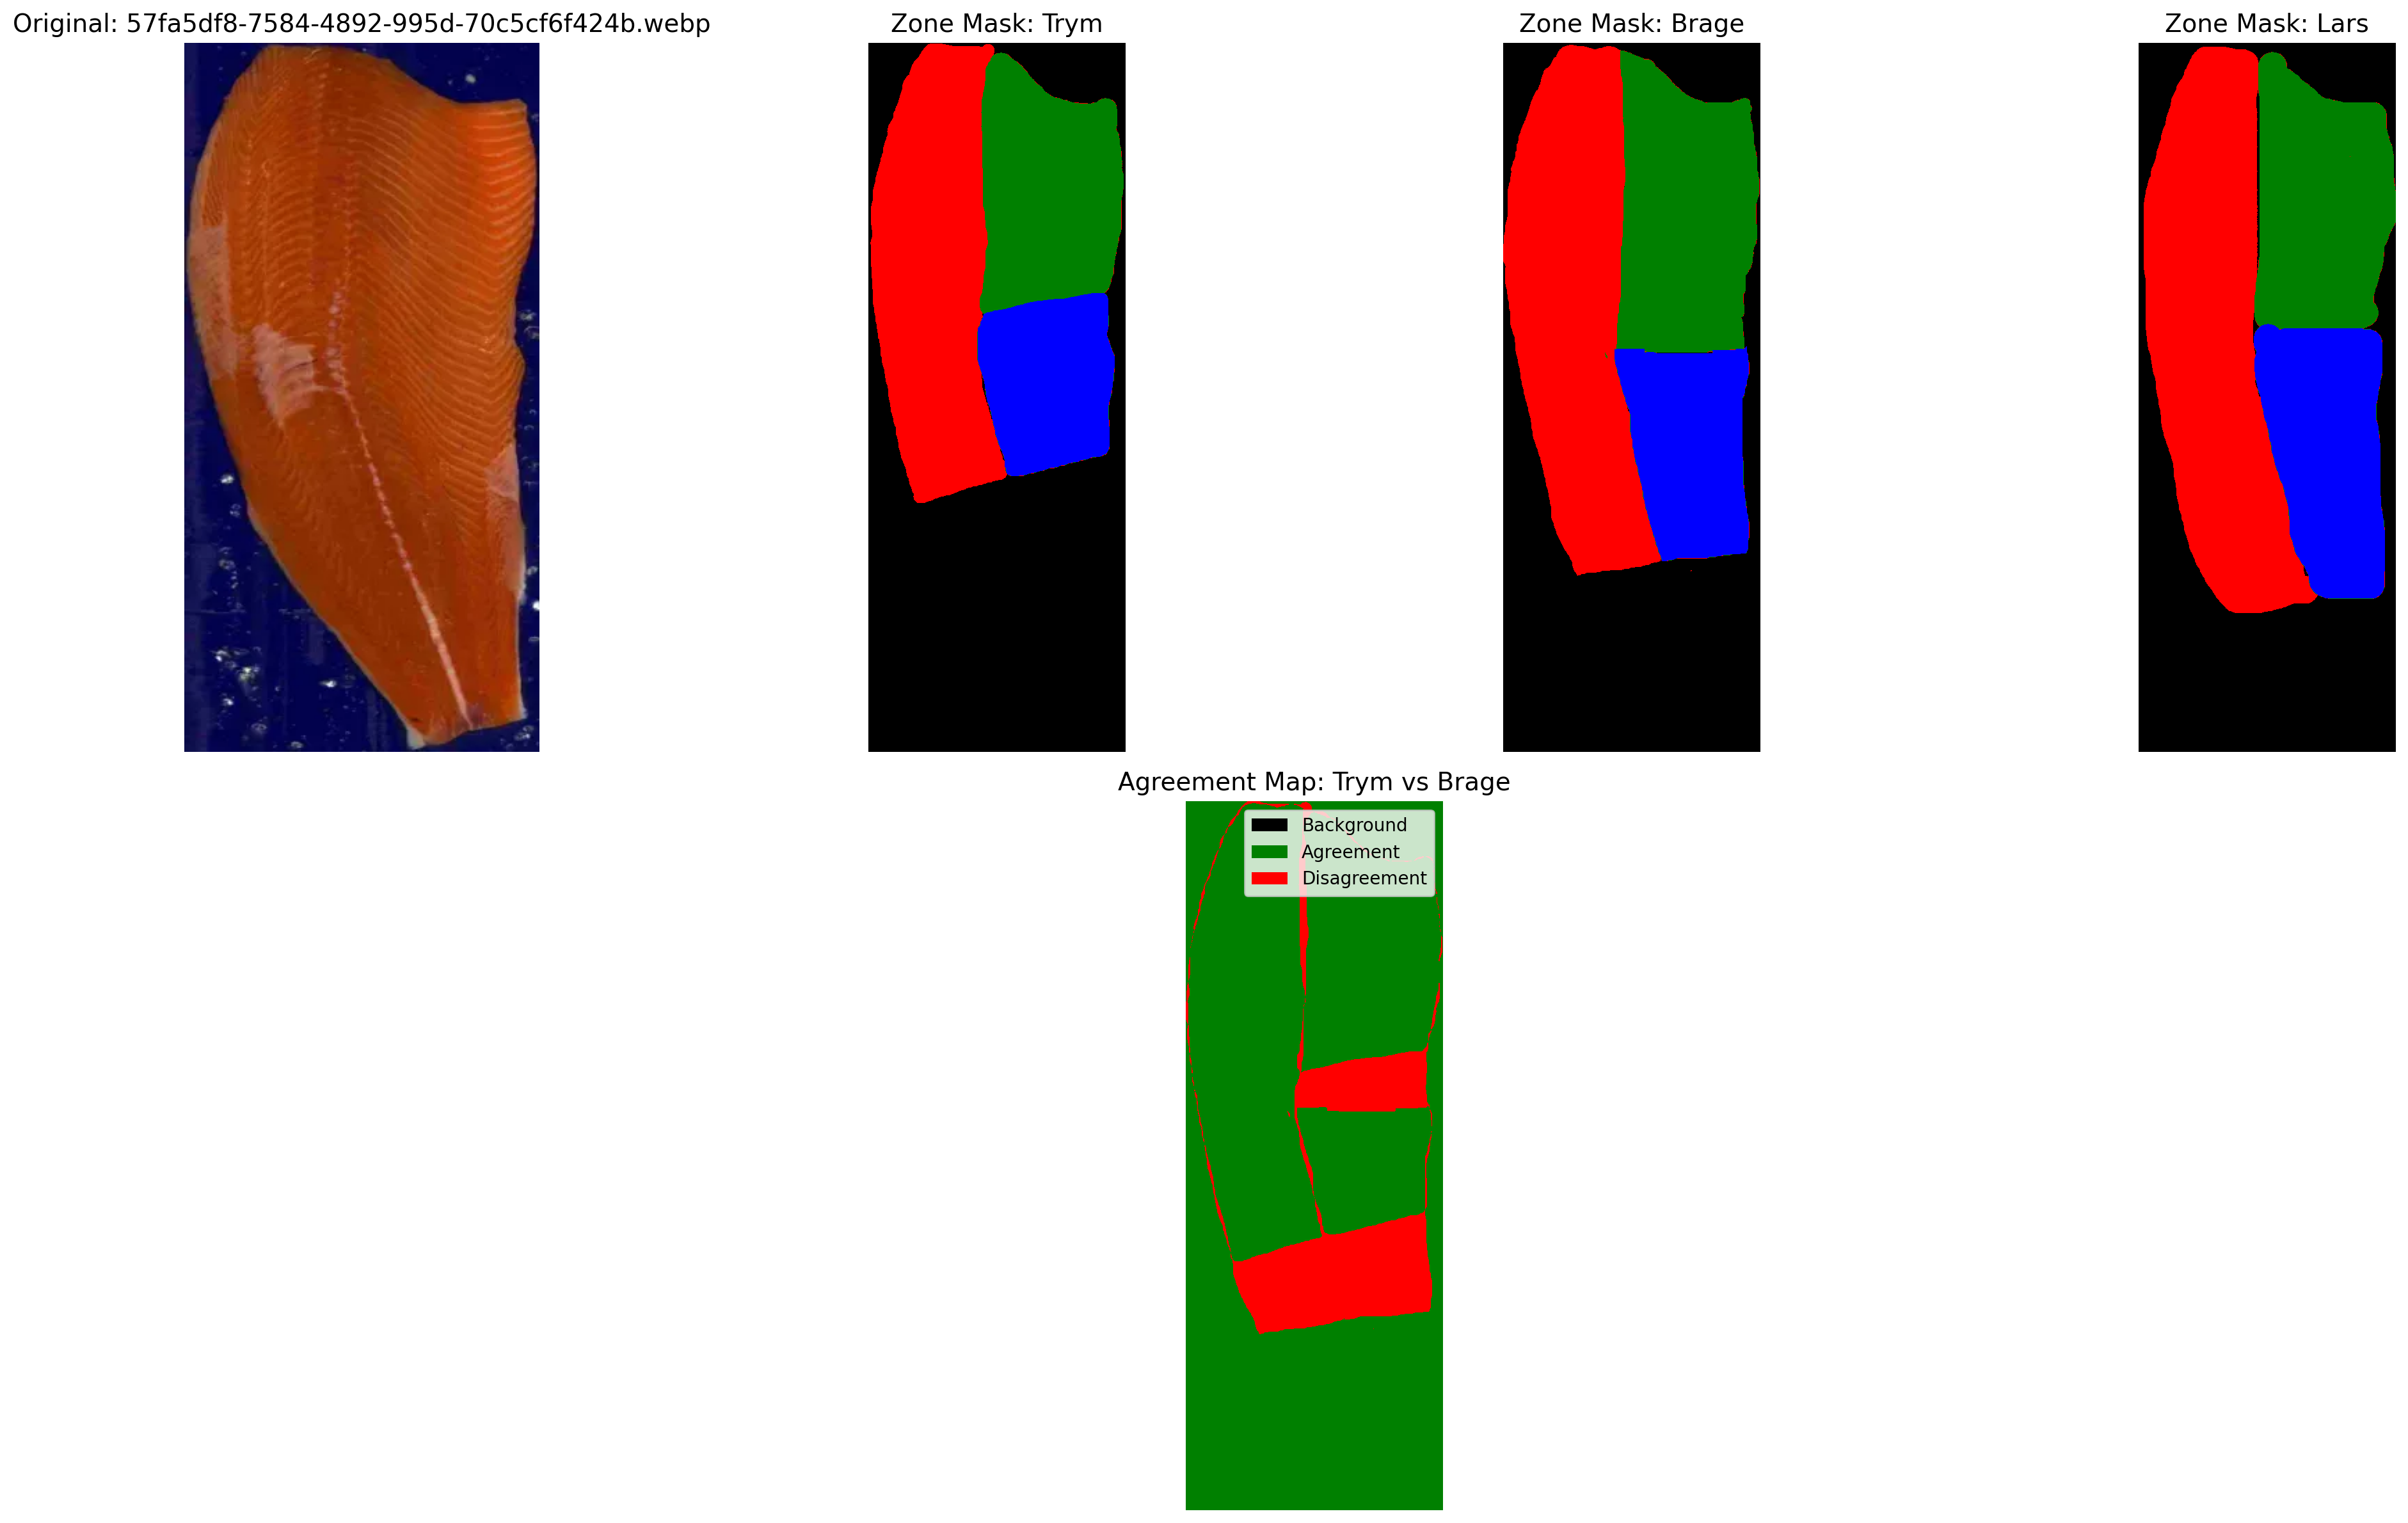 Original: 57fa5df8-7584-4892-995d-70c5cf6f424b.webp
Zone Mask: Trym
Zone Mask: Brage
Zone Mask: Lars
Agreement Map: Trym vs Brage
Background
Agreement
Disagreement